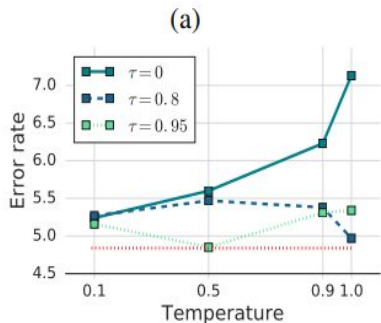 (a)
7.0
6.5
6.0
5.5
5.0
4.5
Error rate
τ = 0
τ = 0.8
τ = 0.95
0.1 0.5 0.9 1.0
Temperature